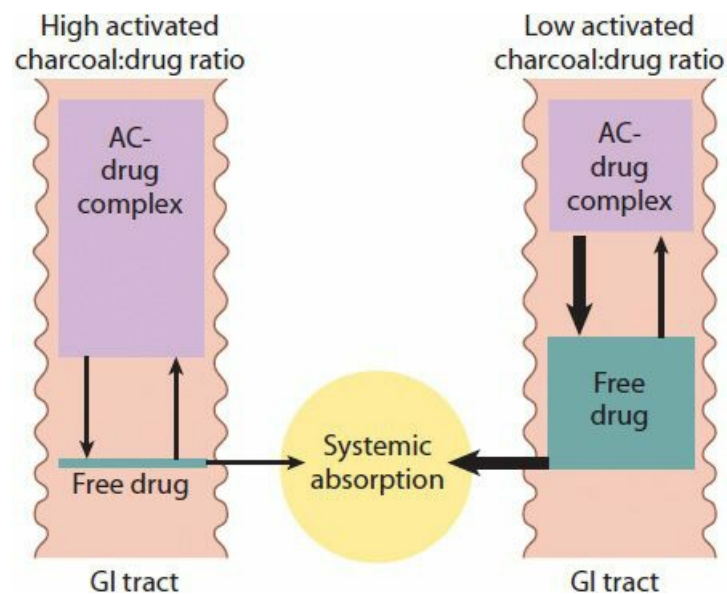 High activated
charcoal:drug ratio
AC-
drug
complex
Free drug
GI tract
Systemic
absorption
Low activated
charcoal:drug ratio
AC-
drug
complex
Free
drug
GI tract